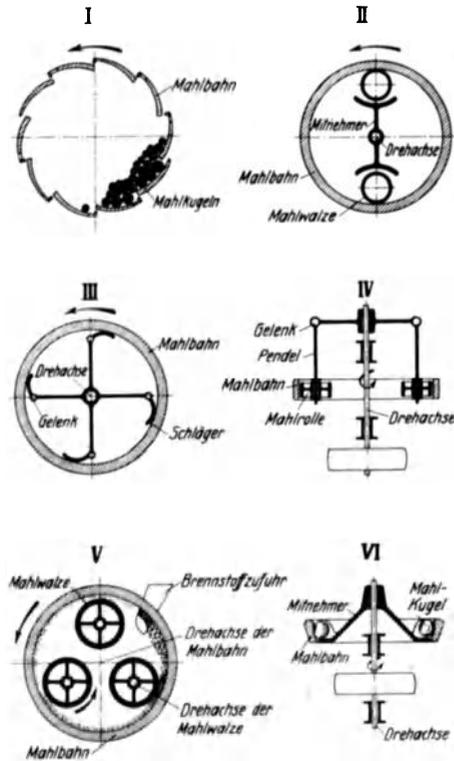 I
Mahlbahn
Mahlkugeln
II
Mitnehmer
Drehachse
Mahlbahn
Mahlwalze
III
Mahlbahn
Drehachse
Gelenk
Schläger
IV
Gelenk
Pendel
Mahlbahn
Mahlrolle
Drehachse
V
Mahlwalze
Brennstoffzufuhr
Drehachse der
Mahlbahn
Drehachse der
Mahlwalze
Mahlbahn
VI
Mitnehmer
Mahl-
Kugel
Mahlbahn
Drehachse